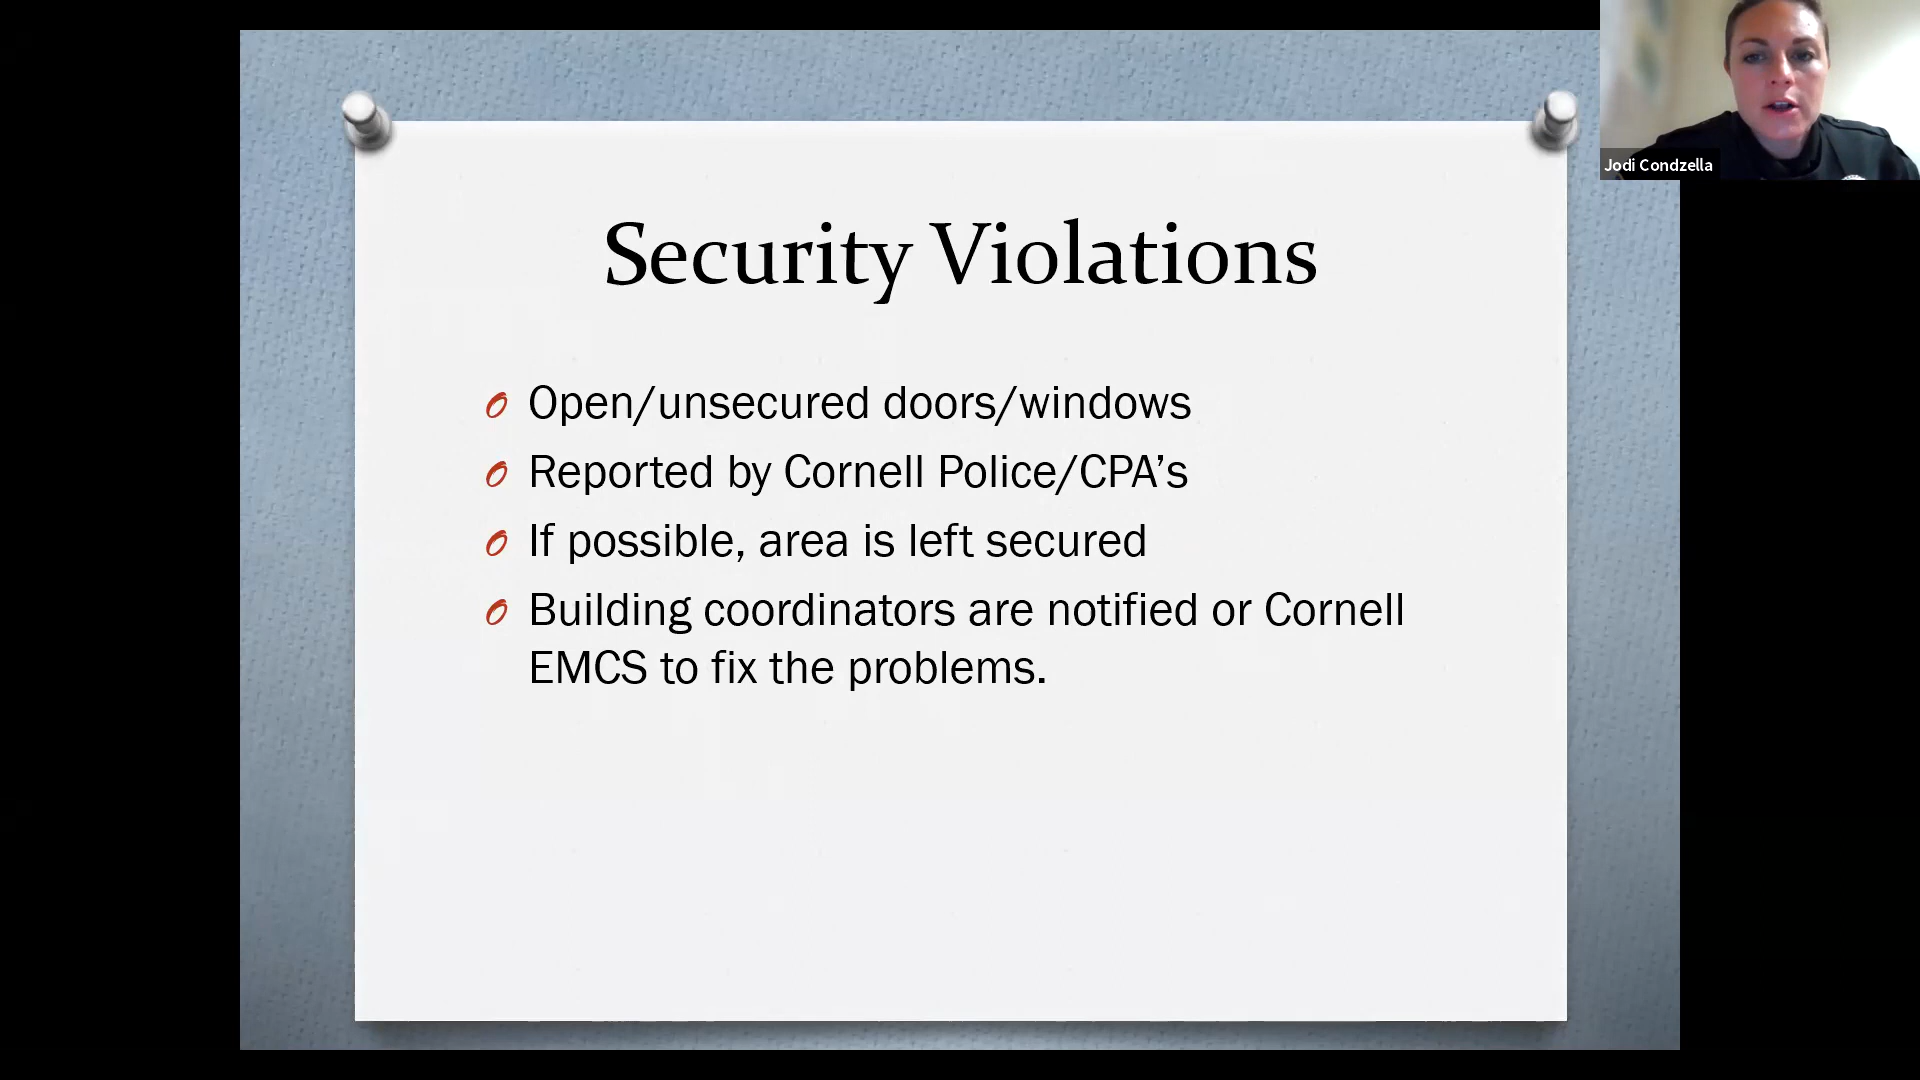 Jodi Condzella
Security Violations
Open/unsecured doors/windows
Reported by Cornell Police/CPA’s
If possible, area is left secured
Building coordinators are notified or Cornell
EMCS to fix the problems.